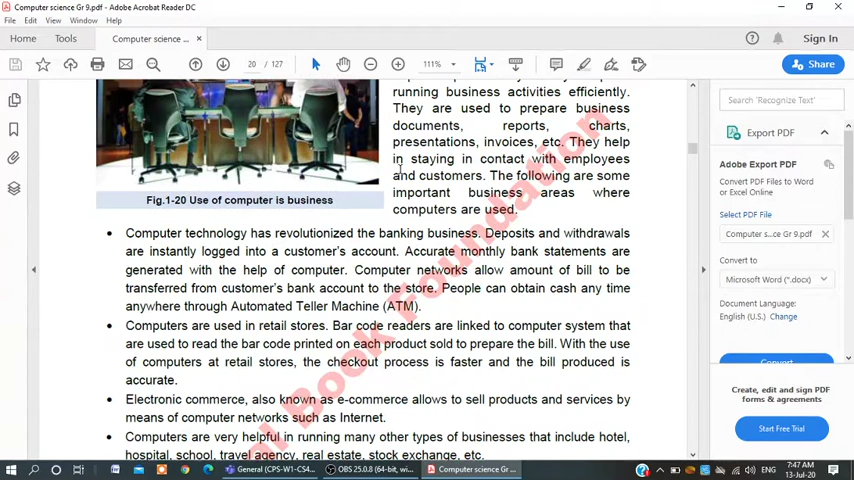 Computer science Gr 9.pdf - Adobe Acrobat Reader DC
File Edit View Window Help
Home Tools Computer science ... × Sign In
20 / 127 111% Share
running business activities efficiently.
They are used to prepare business
documents, reports, charts,
presentations, invoices, etc. They help
in staying in contact with employees
and customers. The following are some
important business areas where
computers are used.
Fig.1-20 Use of computer is business
• Computer technology has revolutionized the banking business. Deposits and withdrawals
are instantly logged into a customer's account. Accurate monthly bank statements are
generated with the help of computer. Computer networks allow amount of bill to be
transferred from customer's bank account to the store. People can obtain cash any time
anywhere through Automated Teller Machine (ATM).
• Computers are used in retail stores. Bar code readers are linked to computer system that
are used to read the bar code printed on each product sold to prepare the bill. With the use
of computers at retail stores, the checkout process is faster and the bill produced is
accurate.
• Electronic commerce, also known as e-commerce allows to sell products and services by
means of computer networks such as Internet.
• Computers are very helpful in running many other types of businesses that include hotel,
hospital, school, travel agency, real estate, stock exchange, etc.
al Book Foundation
Search 'Recognize Text'
Export PDF
Adobe Export PDF
Convert PDF Files to Word
or Excel Online
Select PDF File
Computer s...ce Gr 9.pdf
Convert to
Microsoft Word (*.docx)
Document Language:
English (U.S.) Change
Convert
Create, edit and sign PDF
forms & agreements
Start Free Trial
General (CPS-W1-CS4... OBS 25.0.8 (64-bit, wi... Computer science Gr... ENG
7:47 AM
13-Jul-20